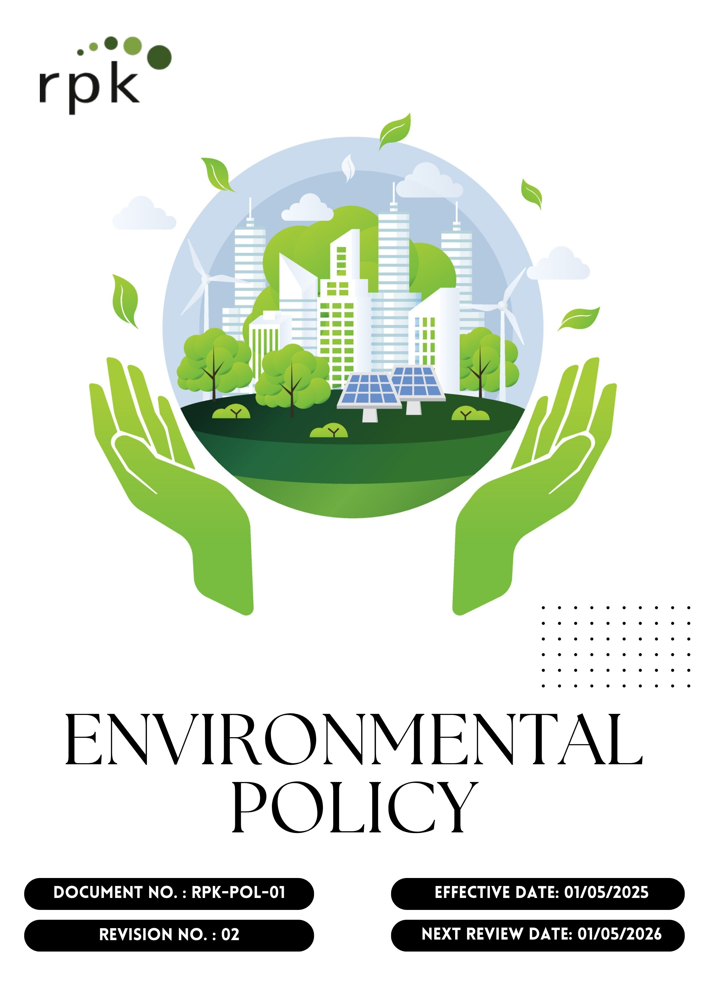 rpk
ENVIRONMENTAL
POLICY
DOCUMENT NO. : RPK-POL-01
EFFECTIVE DATE: 01/05/2025
REVISION NO. : 02
NEXT REVIEW DATE: 01/05/2026